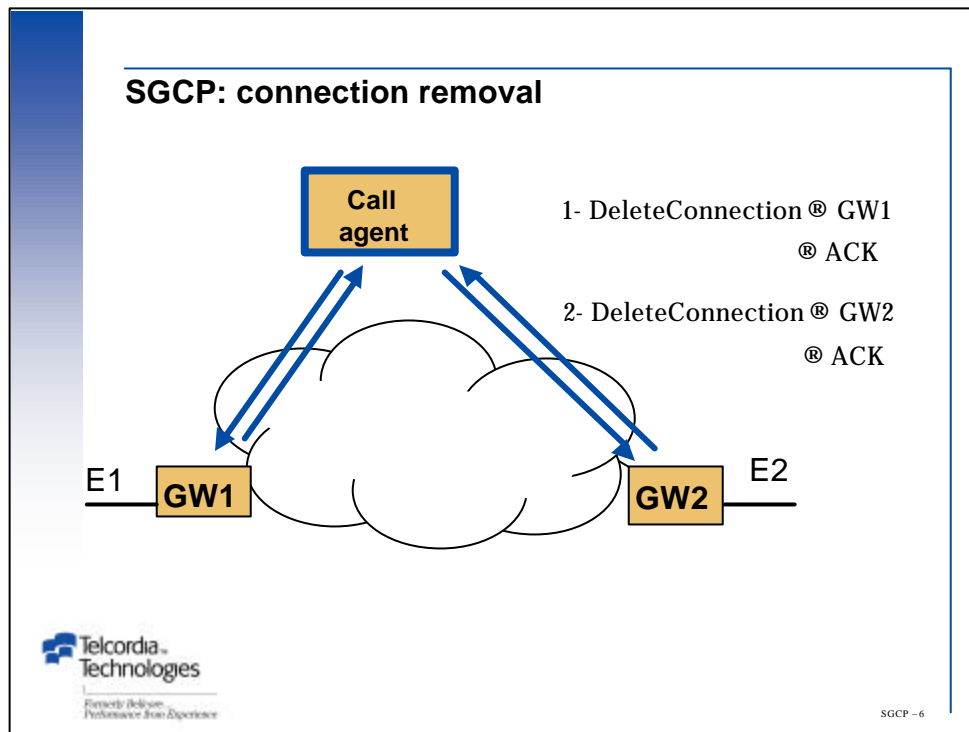 SGCP: connection removal
Call
agent
1- DeleteConnection ® GW1
® ACK
2- DeleteConnection ® GW2
® ACK
E1
GW1
GW2
E2
Telcordia™
Technologies
Formerly Bellcore...
Performance from Experience
SGCP – 6